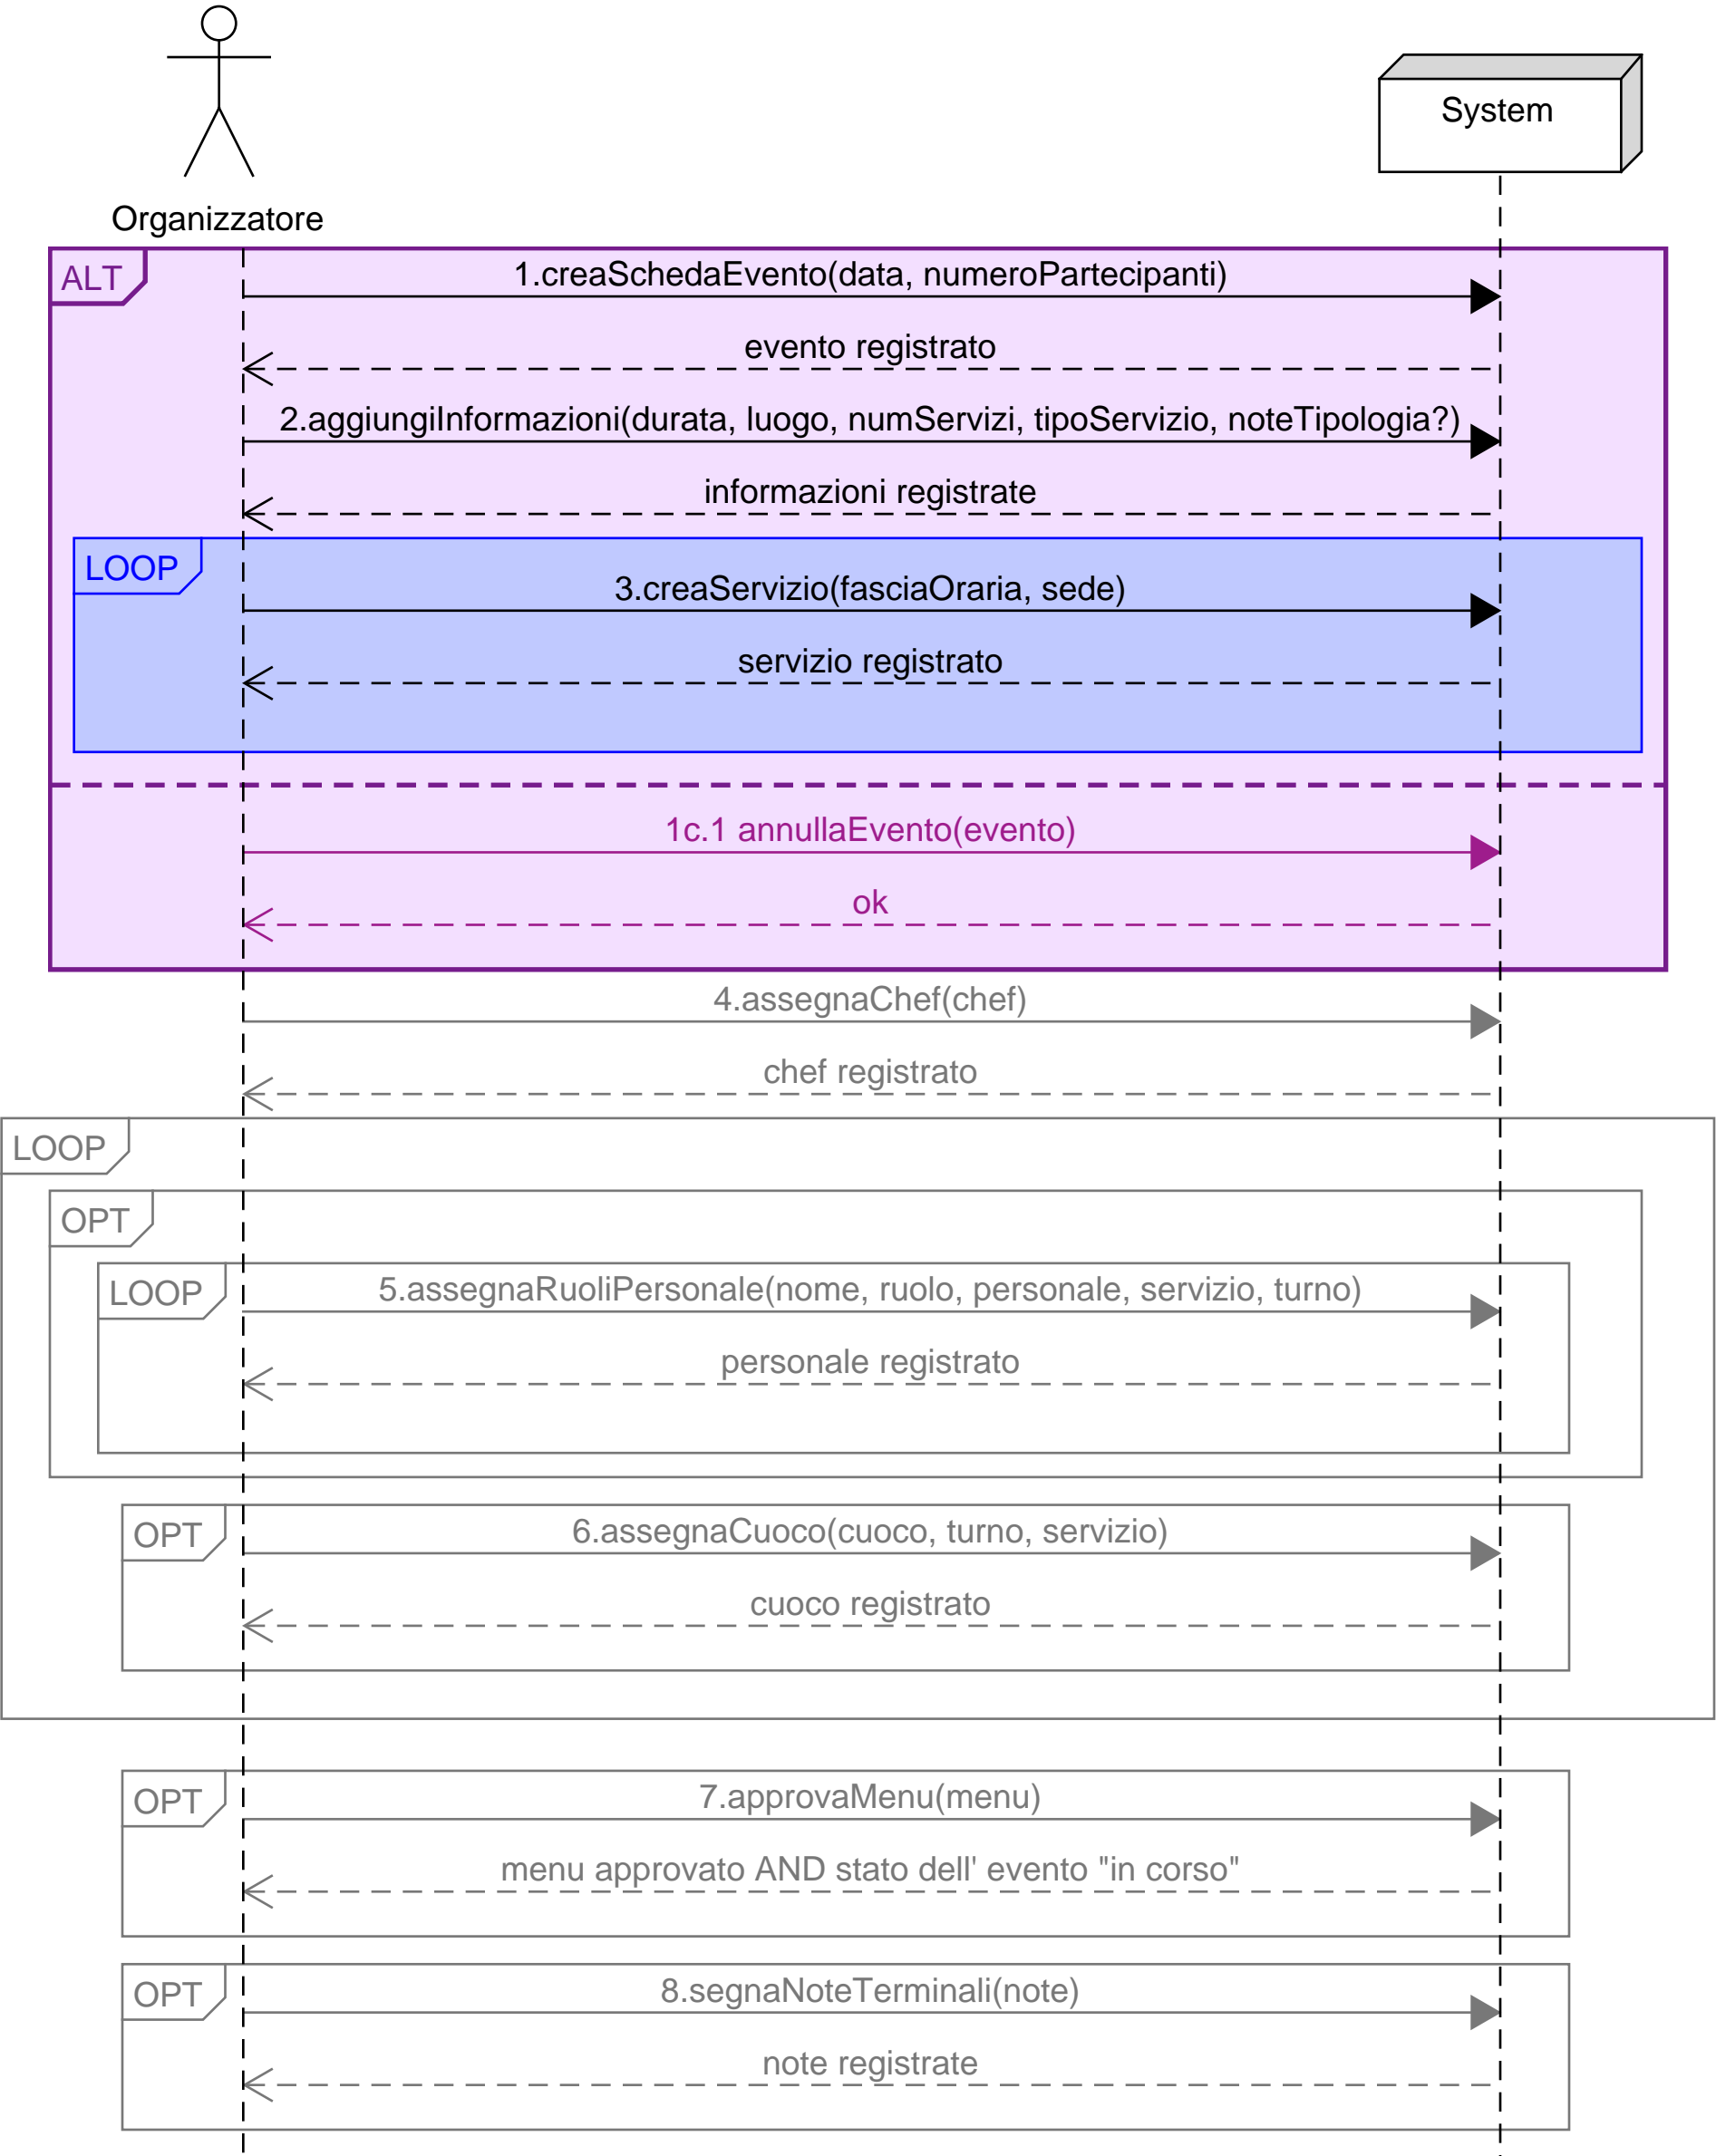 System
Organizzatore
ALT
1.creaSchedaEvento(data, numeroPartecipanti)
evento registrato
2.aggiungiInformazioni(durata, luogo, numServizi, tipoServizio, noteTipologia?)
informazioni registrate
LOOP
3.creaServizio(fasciaOraria, sede)
servizio registrato
1c.1 annullaEvento(evento)
ok
4.assegnaChef(chef)
chef registrato
LOOP
OPT
LOOP
5.assegnaRuoliPersonale(nome, ruolo, personale, servizio, turno)
personale registrato
OPT
6.assegnaCuoco(cuoco, turno, servizio)
cuoco registrato
OPT
7.approvaMenu(menu)
menu approvato AND stato dell' evento "in corso"
OPT
8.segnaNoteTerminali(note)
note registrate